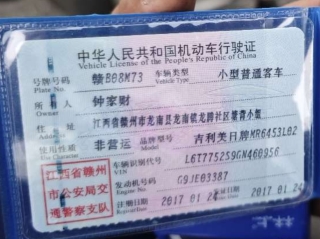 中华人民共和国机动车行驶证
Vehicle License of the People's Republic of China
号牌号码 赣B08M73 车辆类型 小型普通客车
Plate No. Vehicle Type
所有人 钟家财
Owner
住址 江西省赣州市龙南县龙南镇龙跨社区
Address
使用性质 非营运 品牌型号 吉利美日牌MR6453L02
Use Character Model
江西省赣州
市公安局交
通警察支队
车辆识别代号 L6T7752S9GN460956
VIN
发动机号码 G9JE03387
Engine No.
注册日期 2017 01 24 发证日期 2017 01 24
Register Date Issue Date